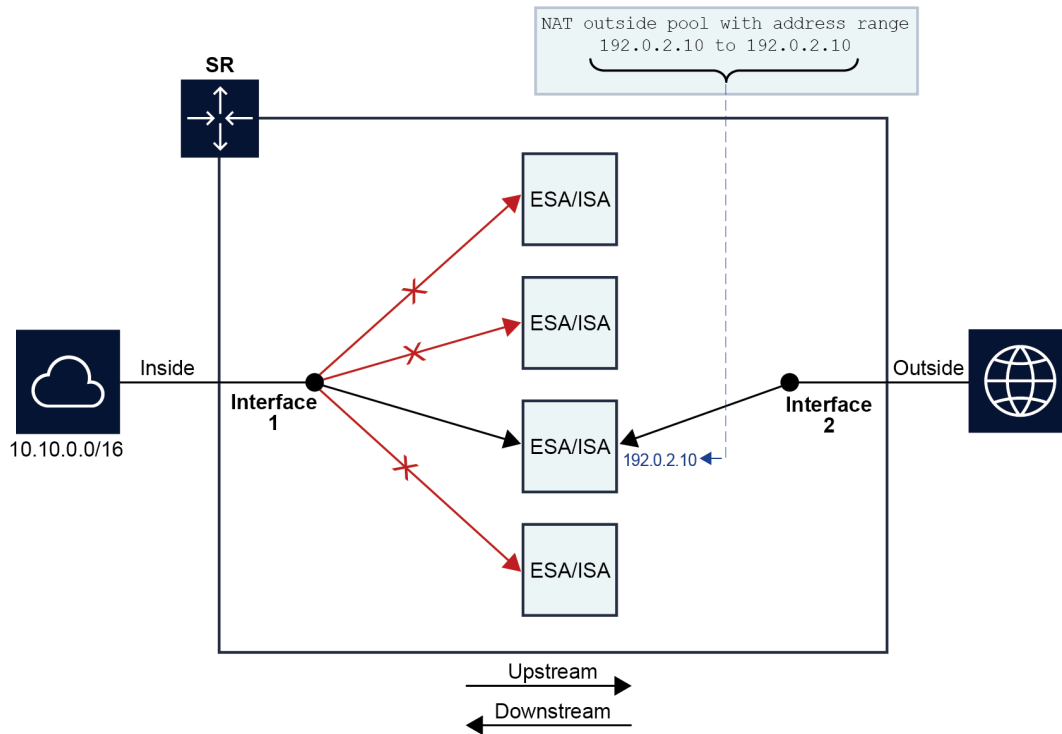 NAT outside pool with address range
192.0.2.10 to 192.0.2.10
SR
ESA/ISA
ESA/ISA
Inside
Outside
Interface
1
Interface
2
ESA/ISA
10.10.0.0/16
192.0.2.10
ESA/ISA
Upstream
Downstream